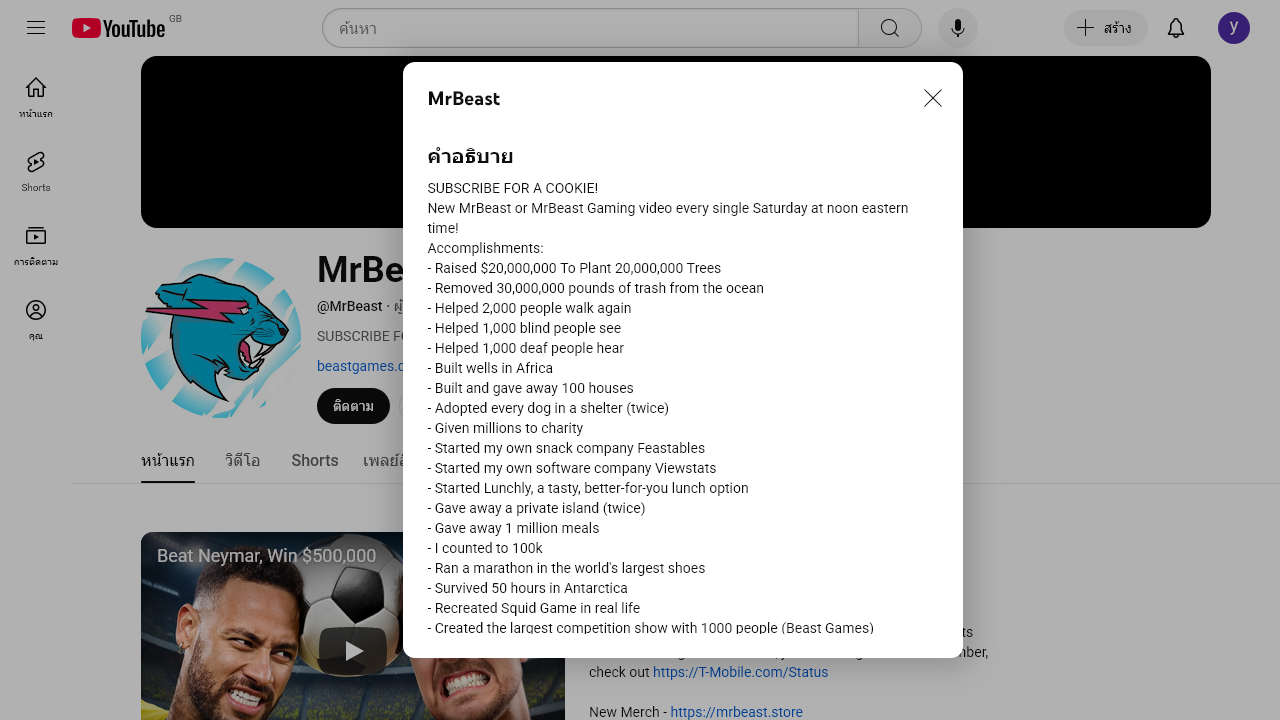 YouTube GB
ค้นหา
สร้าง
y
หน้าแรก
Shorts
การติดตาม
คุณ
MrBeast
คำอธิบาย
SUBSCRIBE FOR A COOKIE!
New MrBeast or MrBeast Gaming video every single Saturday at noon eastern
time!
Accomplishments:
- Raised $20,000,000 To Plant 20,000,000 Trees
- Removed 30,000,000 pounds of trash from the ocean
- Helped 2,000 people walk again
- Helped 1,000 blind people see
- Helped 1,000 deaf people hear
- Built wells in Africa
- Built and gave away 100 houses
- Adopted every dog in a shelter (twice)
- Given millions to charity
- Started my own snack company Feastables
- Started my own software company Viewstats
- Started Lunchly, a tasty, better-for-you lunch option
- Gave away a private island (twice)
- Gave away 1 million meals
- I counted to 100k
- Ran a marathon in the world's largest shoes
- Survived 50 hours in Antarctica
- Recreated Squid Game in real life
- Created the largest competition show with 1000 people (Beast Games)
MrBe
@MrBeast ·
SUBSCRIBE
beastgames.c
ติดตาม
หน้าแรก วิดีโอ Shorts
Beat Neymar, Win $500,000
check out https://T-Mobile.com/Status
New Merch - https://mrbeast.store